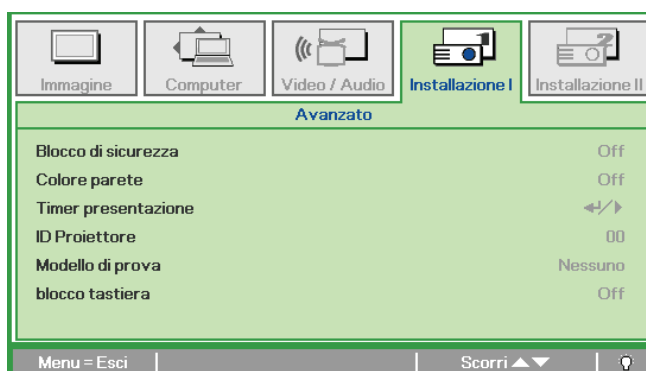 Immagine
Computer
Video / Audio
Installazione I
Installazione II
Avanzato
Blocco di sicurezza Off
Colore parete Off
Timer presentazione
ID Proiettore 00
Modello di prova Nessuno
blocco tastiera Off
Menu = Esci Scorri ▲▼